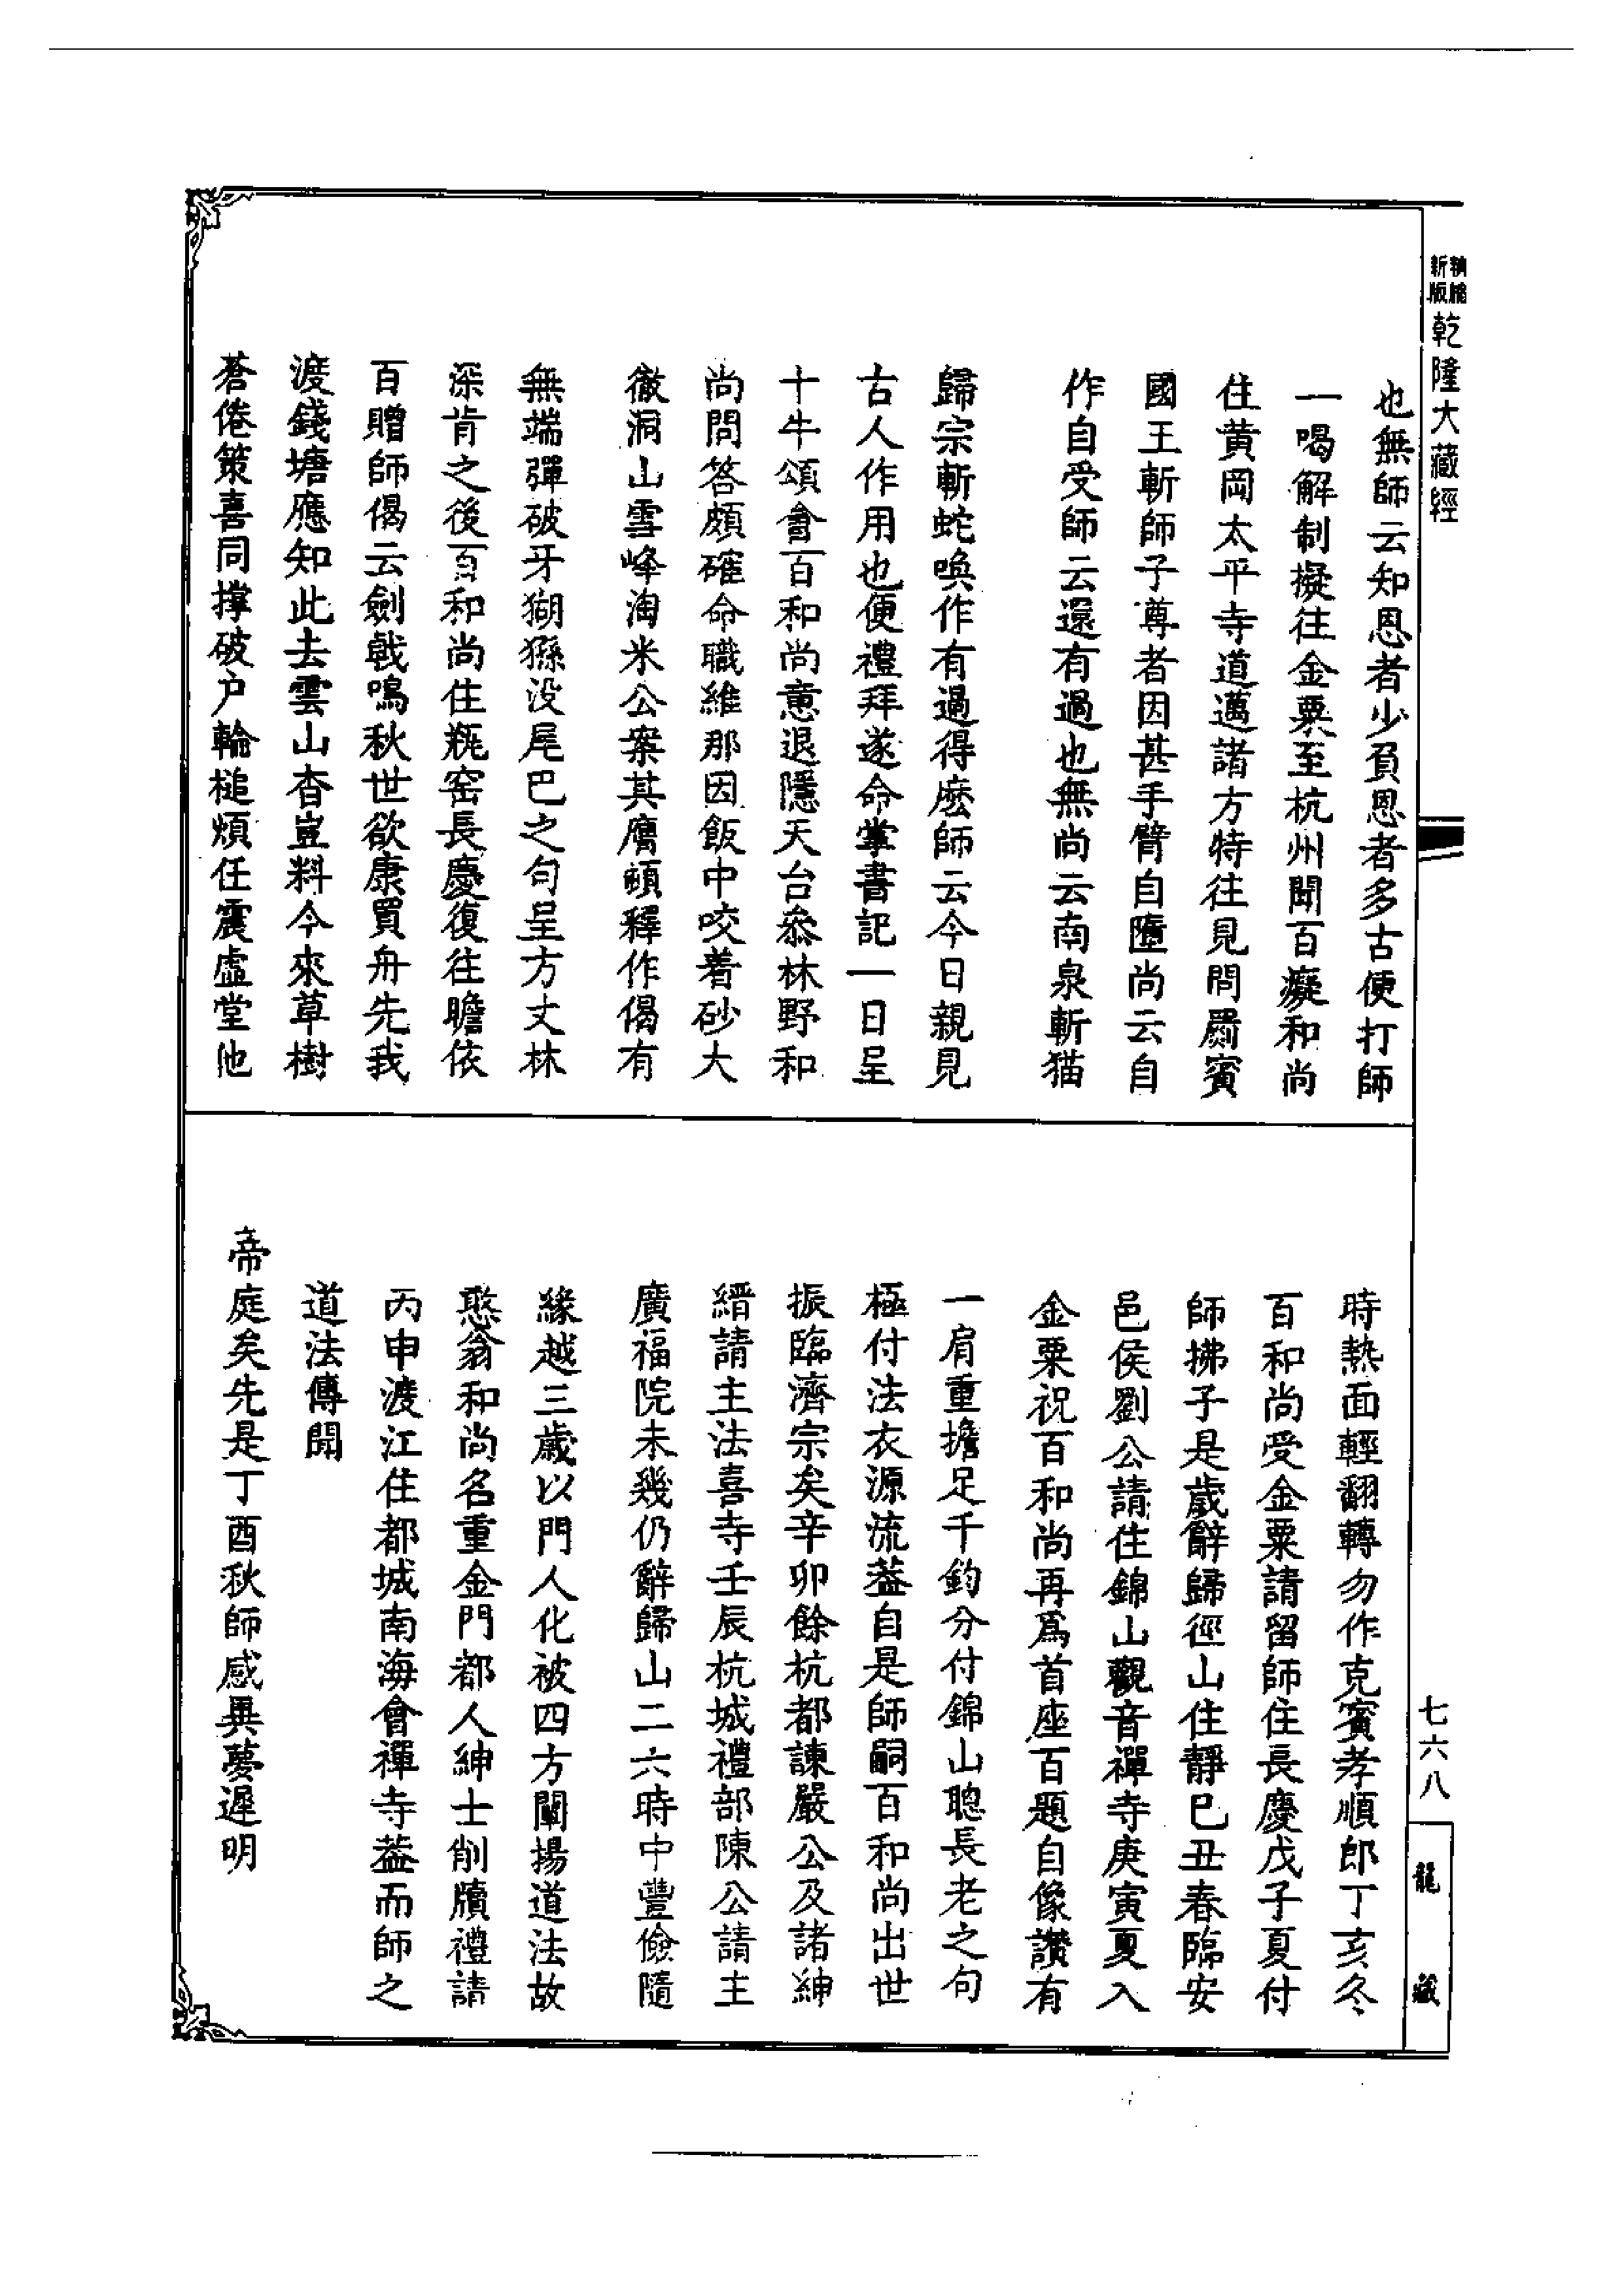 精縮
新版
乾隆大藏經
也無師云知恩者少負恩者多古便打師
一喝解制擬往金粟至杭州聞百癡和尚
住黄岡太平寺道邁諸方特往見問罽賓
國王斬師子尊者因甚手臂自墮尚云自
作自受師云還有過也無尚云南泉斬猫
歸宗斬蛇喚作有過得麽師云今日親見
古人作用也便禮拜遂命掌書記一日呈
十牛頌會百和尚意退隱天台叅林野和
尚問答頗確命職維那因飯中咬着砂大
徹洞山雪峰淘米公案其膺頓釋作偈有
無端彈破牙猢猻没尾巴之句呈方丈林
深肯之後百和尚住瓶窑長慶復往瞻依
百贈師偈云劍戟鳴秋世欲康買舟先我
渡錢塘應知此去雲山杳豈料今來草樹
蒼倦策喜同撑破户輪槌煩任震虚堂他
時熱面輕翻轉勿作克賓孝順郎丁亥冬
百和尚受金粟請留師住長慶戊子夏付
師拂子是歲辭歸徑山住靜巳丑春臨安
邑侯劉公請住錦山觀音禪寺庚寅夏入
金粟祝百和尚再爲首座百題自像讚有
一肩重擔足千鈞分付錦山聰長老之句
極付法衣源流葢自是師嗣百和尚出世
振臨濟宗矣辛卯餘杭都諫嚴公及諸紳
縉請主法喜寺壬辰杭城禮部陳公請主
廣福院未幾仍辭歸山二六時中豐儉隨
緣越三歲以門人化被四方闡揚道法故
憨翁和尚名重金門都人紳士削牘禮請
丙申渡江住都城南海會禪寺葢而師之
道法傳聞
帝庭矣先是丁酉秋師感異夢遲明
七六八
龍藏